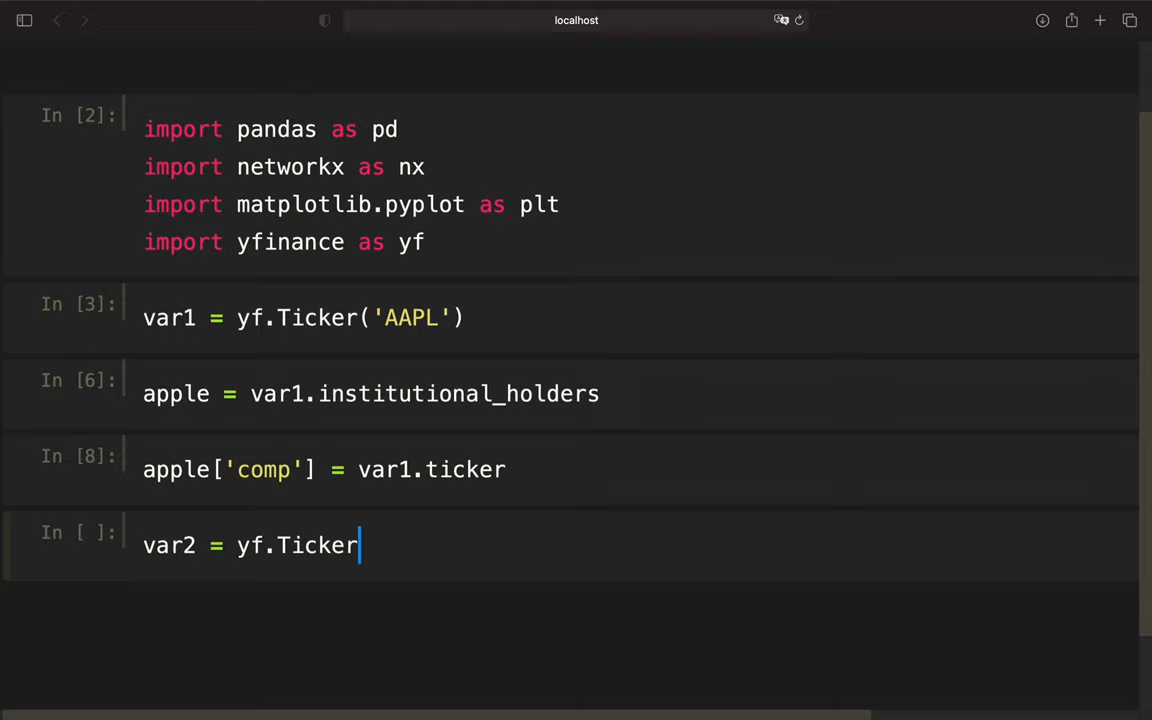 localhost
In [2]:
import pandas as pd
import networkx as nx
import matplotlib.pyplot as plt
import yfinance as yf
In [3]:
var1 = yf.Ticker('AAPL')
In [6]:
apple = var1.institutional_holders
In [8]:
apple['comp'] = var1.ticker
In [ ]:
var2 = yf.Ticker